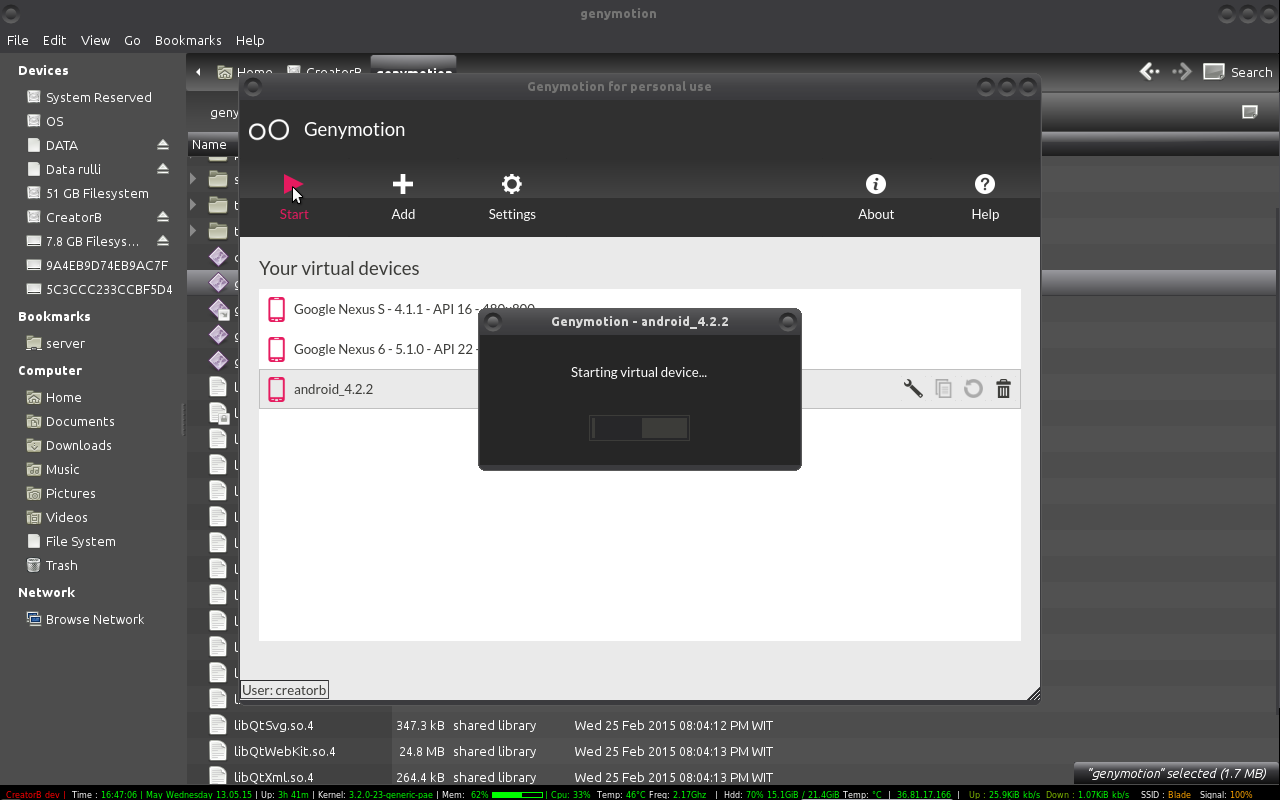 genymotion
File Edit View Go Bookmarks Help
Devices
System Reserved
OS
DATA
Data rulli
51 GB Filesystem
CreatorB
7.8 GB Filesys...
9A4EB9D74EB9AC7F
5C3CCC233CCBF5D4
Bookmarks
server
Computer
Home
Documents
Downloads
Music
Pictures
Videos
File System
Trash
Network
Browse Network
Home CreatorB genymotion
Search
geny
Name
Genymotion for personal use
Genymotion
Start Add Settings About Help
Your virtual devices
Google Nexus S - 4.1.1 - API 16 - 480x800
Google Nexus 6 - 5.1.0 - API 22 -
android_4.2.2
Genymotion - android_4.2.2
Starting virtual device...
User: creatorb
libQtSvg.so.4 347.3 kB shared library Wed 25 Feb 2015 08:04:12 PM WIT
libQtWebKit.so.4 24.8 MB shared library Wed 25 Feb 2015 08:04:13 PM WIT
libQtXml.so.4 264.4 kB shared library Wed 25 Feb 2015 08:04:13 PM WIT
"genymotion" selected (1.7 MB)
CreatorB dev | Time : 16:47:06 | May Wednesday 13.05.15 | Up: 3h 41m | Kernel: 3.2.0-23-generic-pae | Mem: 62% | Cpu: 33% Temp: 46°C Freq: 2.17Ghz | Hdd: 70% 15.1GiB / 21.4GiB Temp: °C | 36.81.17.166 | Up : 25.9KiB kb/s Down : 1.07KiB kb/s SSID : Blade Signal: 100%